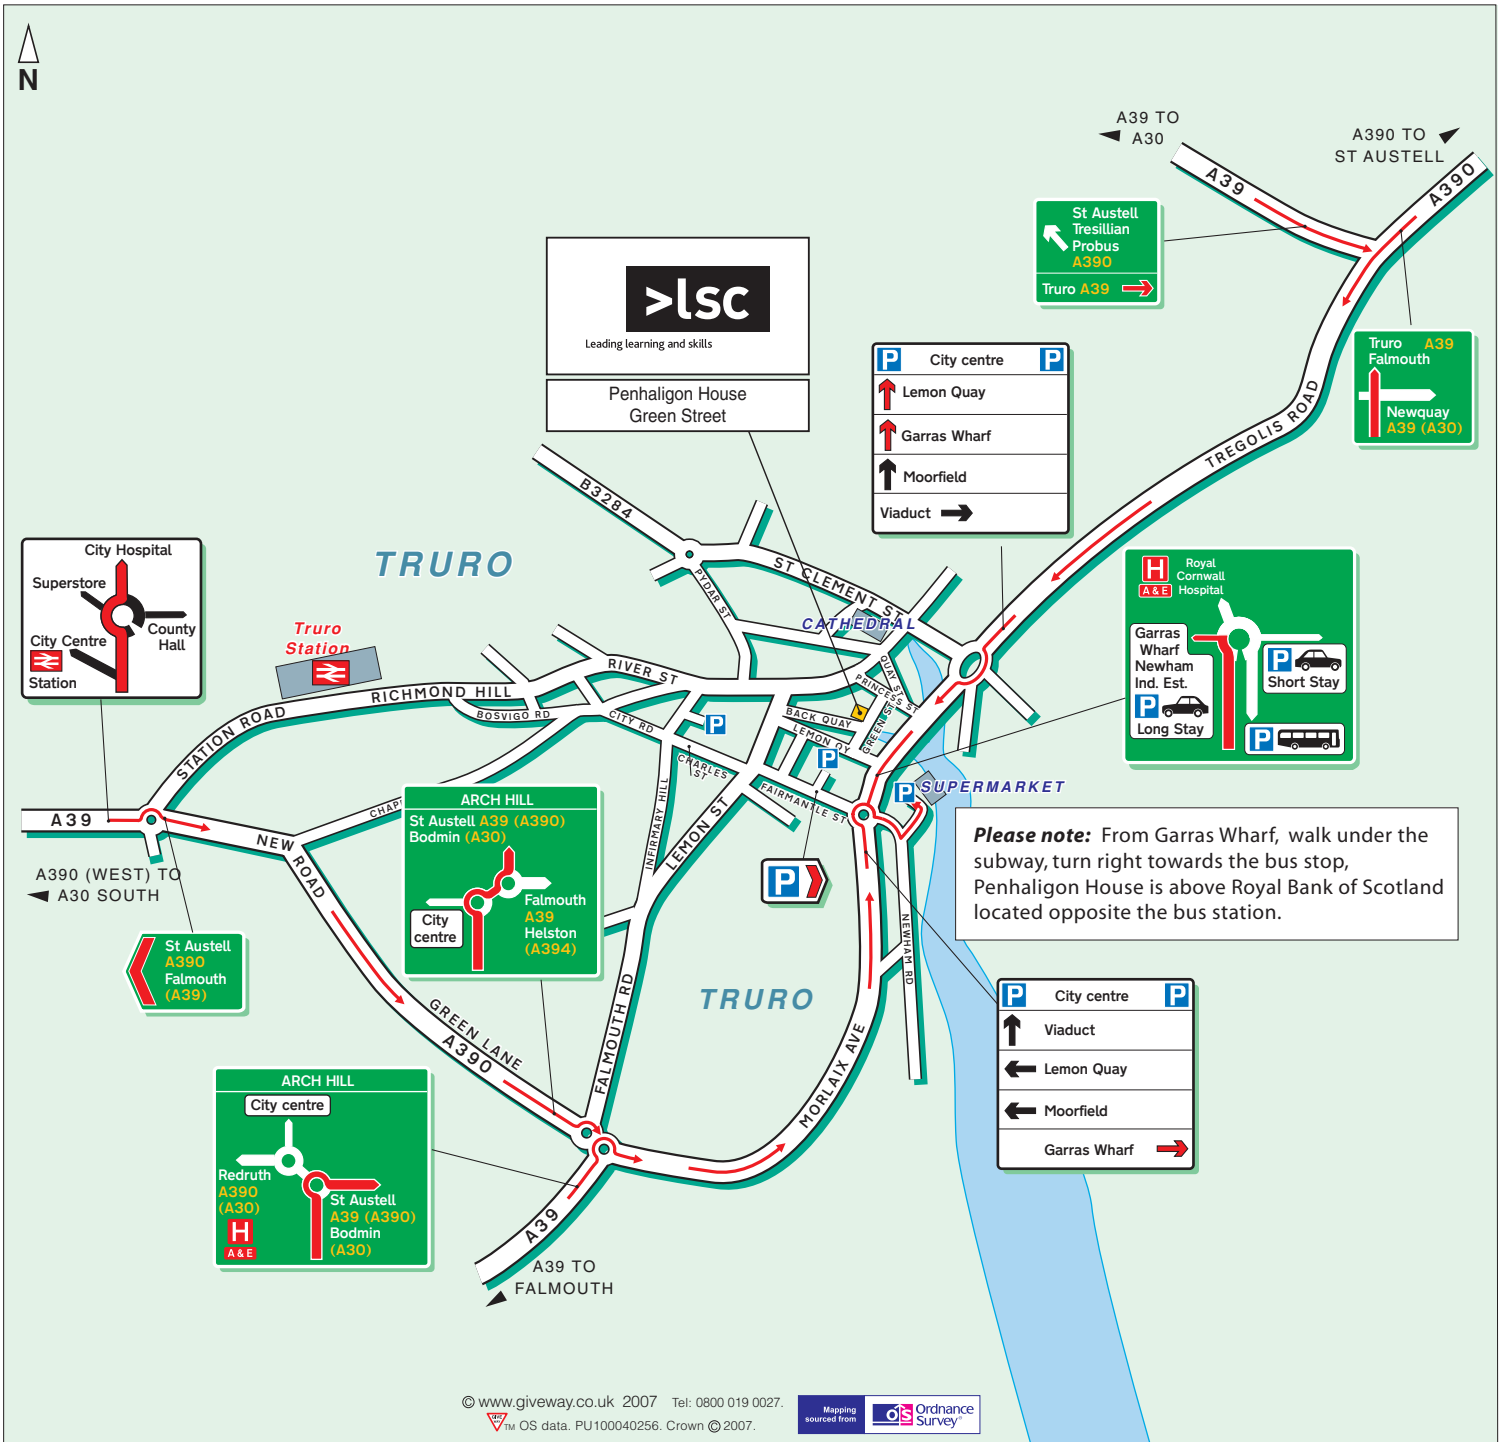 N
A39 TO
A30
A390 TO
ST AUSTELL
A39
A390
St Austell
Tresillian
Probus
A390
Truro A39
Truro A39
Falmouth
Newquay
A39 (A30)
>lsc
Leading learning and skills
Penhaligon House
Green Street
P City centre P
Lemon Quay
Garras Wharf
Moorfield
Viaduct
TREGOLIS ROAD
B3284
TRURO
PYDAR ST
ST CLEMENT ST
CATHEDRAL
City Hospital
Superstore
County
Hall
City Centre
Station
Truro
Station
H
A & E
Royal
Cornwall
Hospital
Garras
Wharf
Newham
Ind. Est.
P
Long Stay
P
Short Stay
P
RIVER ST
RICHMOND HILL
STATION ROAD
BOSVIGO RD
CITY RD
P
QUAY ST
PRINCESS ST
BACK QUAY
GREEN ST
LEMON QY
P
CHARLES
ST
FAIRMANTLE ST
INFIRMARY HILL
LEMON ST
P
SUPERMARKET
A39
CHAP
NEW ROAD
ARCH HILL
St Austell A39 (A390)
Bodmin (A30)
Falmouth
A39
Helston
(A394)
City
centre
P
Please note: From Garras Wharf, walk under the
subway, turn right towards the bus stop,
Penhaligon House is above Royal Bank of Scotland
located opposite the bus station.
A390 (WEST) TO
A30 SOUTH
St Austell
A390
Falmouth
(A39)
NEWHAM RD
FALMOUTH RD
TRURO
GREEN LANE
A390
MORLAIX AVE
P City centre P
Viaduct
Lemon Quay
Moorfield
Garras Wharf
ARCH HILL
City centre
Redruth
A390
(A30)
H
A & E
St Austell
A39 (A390)
Bodmin
(A30)
A39
A39 TO
FALMOUTH
© www.giveway.co.uk 2007 Tel: 0800 019 0027.
GIVE
TM OS data. PU100040256. Crown © 2007.
Mapping
sourced from
OS Ordnance
Survey®